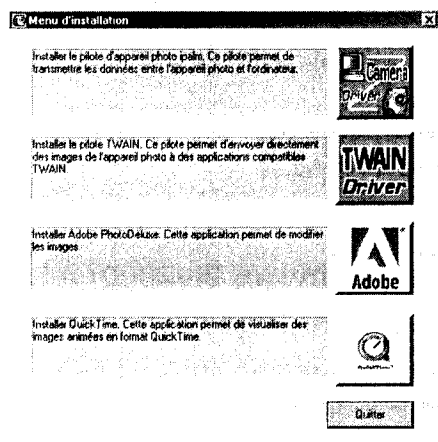 Menu d'installation
Installer le pilote d'appareil photo ipalm. Ce pilote permet de
transmettre les données entre l'appareil photo et l'ordinateur.
Camera
Driver
Installer le pilote TWAIN. Ce pilote permet d'envoyer directement
des images de l'appareil photo à des applications compatibles
TWAIN.
TWAIN
Driver
Installer Adobe PhotoDeluxe. Cette application permet de modifier
les images
Adobe
Installer QuickTime. Cette application permet de visualiser des
images animées en format QuickTime.
Quitter